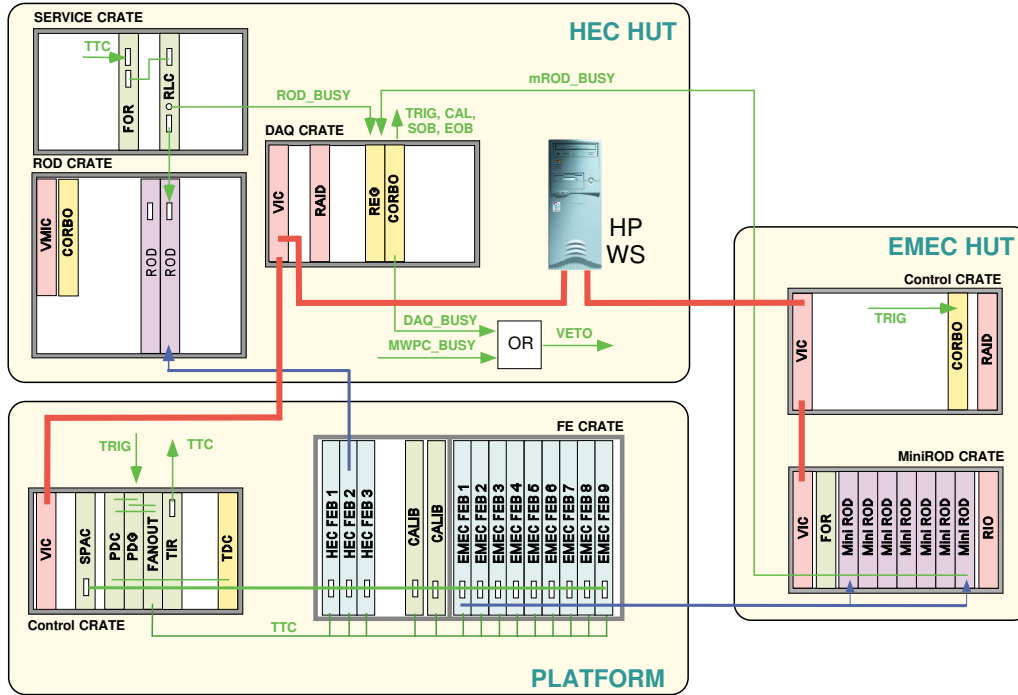 SERVICE CRATE
HEC HUT
TTC
FOR
RLC
ROD_BUSY
mROD_BUSY
TRIG, CAL,
SOB, EOB
DAQ CRATE
ROD CRATE
VMIC
CORBO
ROD
ROD
VIC
RAID
REG
CORBO
HP
WS
DAQ_BUSY
MWPC_BUSY
OR
VETO
EMEC HUT
Control CRATE
VIC
TRIG
CORBO
RAID
MiniROD CRATE
VIC
FOR
Mini ROD
Mini ROD
Mini ROD
Mini ROD
Mini ROD
Mini ROD
Mini ROD
RIO
FE CRATE
TRIG
TTC
VIC
SPAC
PDC
PDG
FANOUT
TIR
TDC
Control CRATE
HEC FEB 1
HEC FEB 2
HEC FEB 3
CALIB
CALIB
EMEC FEB 1
EMEC FEB 2
EMEC FEB 3
EMEC FEB 4
EMEC FEB 5
EMEC FEB 6
EMEC FEB 7
EMEC FEB 8
EMEC FEB 9
TTC
PLATFORM